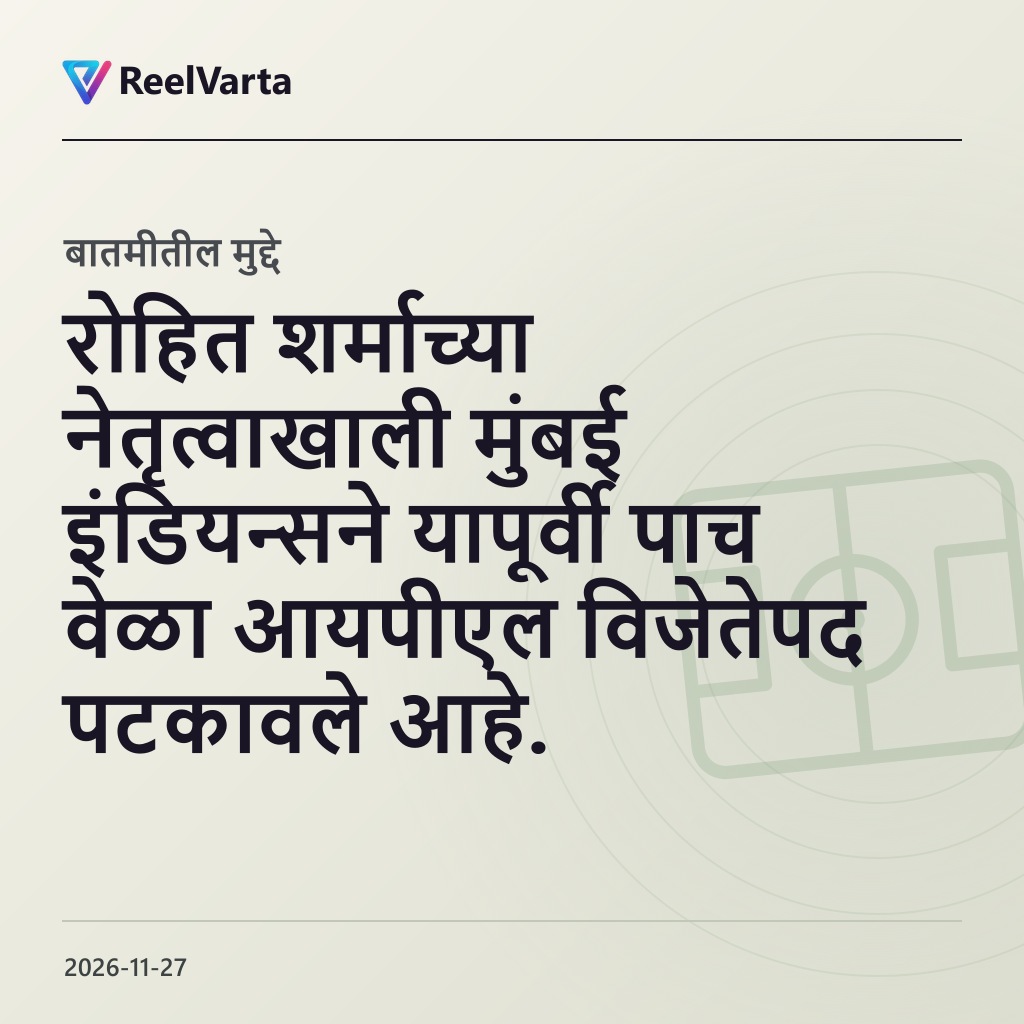 ReelVarta
बातमीतील मुद्दे
रोहित शर्माच्या
नेतृत्वाखाली मुंबई
इंडियन्सने यापूर्वी पाच
वेळा आयपीएल विजेतेपद
पटकावले आहे.
2026-11-27